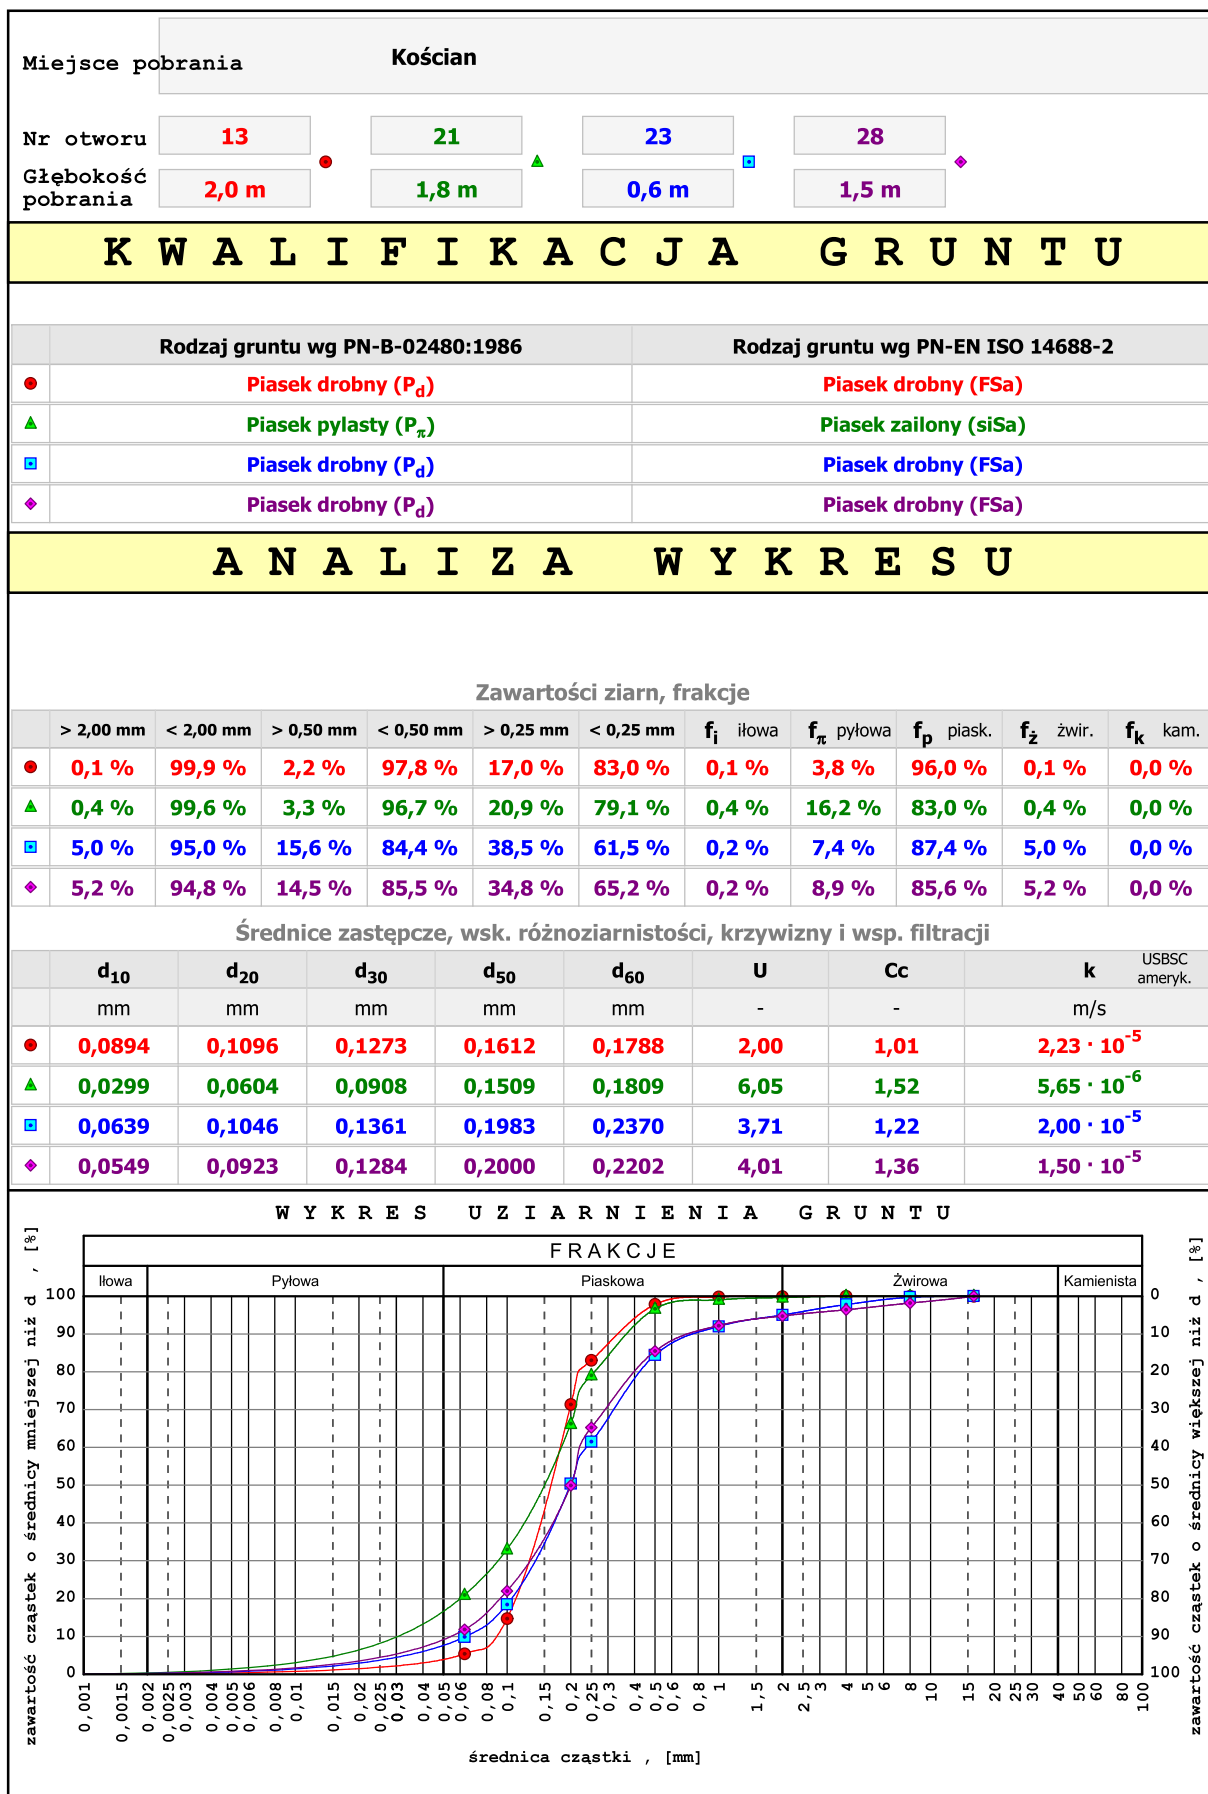 Miejsce pobrania Kościan
Nr otworu 13 21 23 28
Głębokość pobrania 2,0 m 1,8 m 0,6 m 1,5 m
KWALIFIKACJA GRUNTU
Rodzaj gruntu wg PN-B-02480:1986 Rodzaj gruntu wg PN-EN ISO 14688-2
Piasek drobny (Pd) Piasek drobny (FSa)
Piasek pylasty (Pπ) Piasek zailony (siSa)
Piasek drobny (Pd) Piasek drobny (FSa)
Piasek drobny (Pd) Piasek drobny (FSa)
ANALIZA WYKRESU
Zawartości ziarn, frakcje
> 2,00 mm < 2,00 mm > 0,50 mm < 0,50 mm > 0,25 mm < 0,25 mm fi iłowa fπ pyłowa fp piask. fż żwir. fk kam.
0,1 % 99,9 % 2,2 % 97,8 % 17,0 % 83,0 % 0,1 % 3,8 % 96,0 % 0,1 % 0,0 %
0,4 % 99,6 % 3,3 % 96,7 % 20,9 % 79,1 % 0,4 % 16,2 % 83,0 % 0,4 % 0,0 %
5,0 % 95,0 % 15,6 % 84,4 % 38,5 % 61,5 % 0,2 % 7,4 % 87,4 % 5,0 % 0,0 %
5,2 % 94,8 % 14,5 % 85,5 % 34,8 % 65,2 % 0,2 % 8,9 % 85,6 % 5,2 % 0,0 %
Średnice zastępcze, wsk. różnoziarnistości, krzywizny i wsp. filtracji
d10 d20 d30 d50 d60 U Cc k USBSC ameryk.
mm mm mm mm mm - - m/s
0,0894 0,1096 0,1273 0,1612 0,1788 2,00 1,01 2,23 · 10-5
0,0299 0,0604 0,0908 0,1509 0,1809 6,05 1,52 5,65 · 10-6
0,0639 0,1046 0,1361 0,1983 0,2370 3,71 1,22 2,00 · 10-5
0,0549 0,0923 0,1284 0,2000 0,2202 4,01 1,36 1,50 · 10-5
WYKRES UZIARNIENIA GRUNTU
FRAKCJE
Iłowa Pyłowa Piaskowa Żwirowa Kamienista
zawartość cząstek o średnicy mniejszej niż d , [%]
100 0
90 10
80 20
70 30
60 40
50 50
40 60
30 70
20 80
10 90
0 100
zawartość cząstek o średnicy większej niż d , [%]
0,001 0,0015 0,002 0,0025 0,003 0,004 0,005 0,006 0,008 0,01 0,015 0,02 0,025 0,03 0,04 0,05 0,06 0,08 0,1 0,15 0,2 0,25 0,3 0,4 0,5 0,6 0,8 1 1,5 2 2,5 3 4 5 6 8 10 15 20 25 30 40 50 60 80 100
średnica cząstki , [mm]